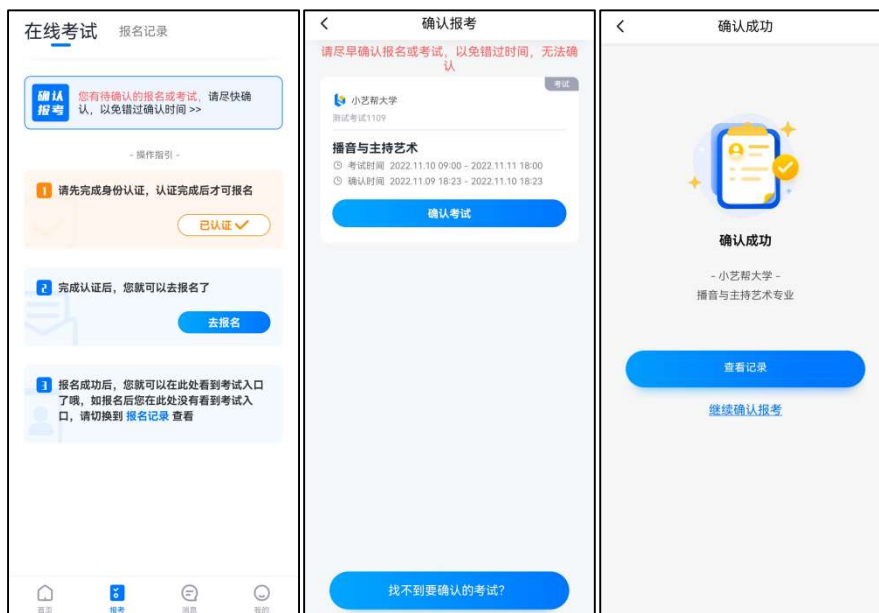 在线考试 报名记录
确认
报考
您有待确认的报名或考试，请尽快确
认，以免错过确认时间 >>
- 操作指引 -
1 请先完成身份认证，认证完成后才可报名
已认证
2 完成认证后，您就可以去报名了
去报名
3 报名成功后，您就可以在此处看到考试入口
了哦，如报名后您在此处没有看到考试入
口，请切换到 报名记录 查看
首页 报考 消息 我的
确认报考
请尽早确认报名或考试，以免错过时间，无法确
认
考试
小艺帮大学
测试考试1109
播音与主持艺术
考试时间 2022.11.10 09:00 - 2022.11.11 18:00
确认时间 2022.11.09 18:23 - 2022.11.10 18:23
确认考试
找不到要确认的考试?
确认成功
确认成功
- 小艺帮大学 -
播音与主持艺术专业
查看记录
继续确认报考